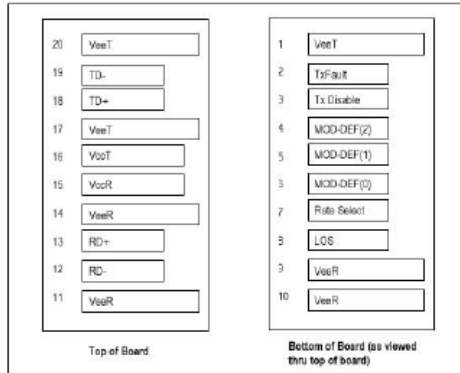 20 VeeT
19 TD-
18 TD+
17 VeeT
16 VccT
15 VccR
14 VeeR
13 RD+
12 RD-
11 VeeR
Top of Board
1 VeeT
2 TxFault
3 Tx Disable
4 MOD-DEF(2)
5 MOD-DEF(1)
6 MOD-DEF(0)
7 Rate Select
8 LOS
9 VeeR
10 VeeR
Bottom of Board (as viewed
thru top of board)